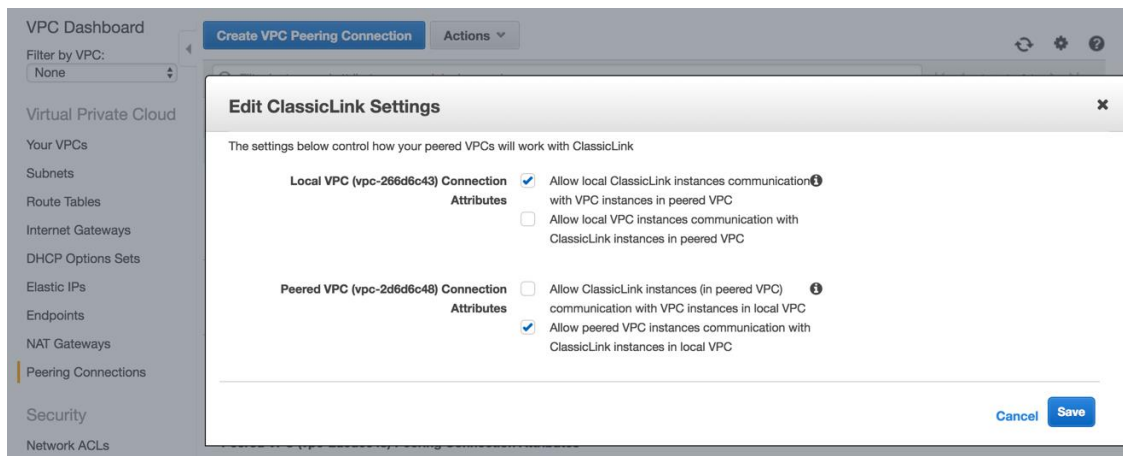 VPC Dashboard
Filter by VPC:
None
Virtual Private Cloud
Your VPCs
Subnets
Route Tables
Internet Gateways
DHCP Options Sets
Elastic IPs
Endpoints
NAT Gateways
Peering Connections
Security
Network ACLs
Create VPC Peering Connection Actions
Edit ClassicLink Settings
The settings below control how your peered VPCs will work with ClassicLink
Local VPC (vpc-266d6c43) Connection
Attributes
Allow local ClassicLink instances communication
with VPC instances in peered VPC
Allow local VPC instances communication with
ClassicLink instances in peered VPC
Peered VPC (vpc-2d6d6c48) Connection
Attributes
Allow ClassicLink instances (in peered VPC)
communication with VPC instances in local VPC
Allow peered VPC instances communication with
ClassicLink instances in local VPC
Cancel Save